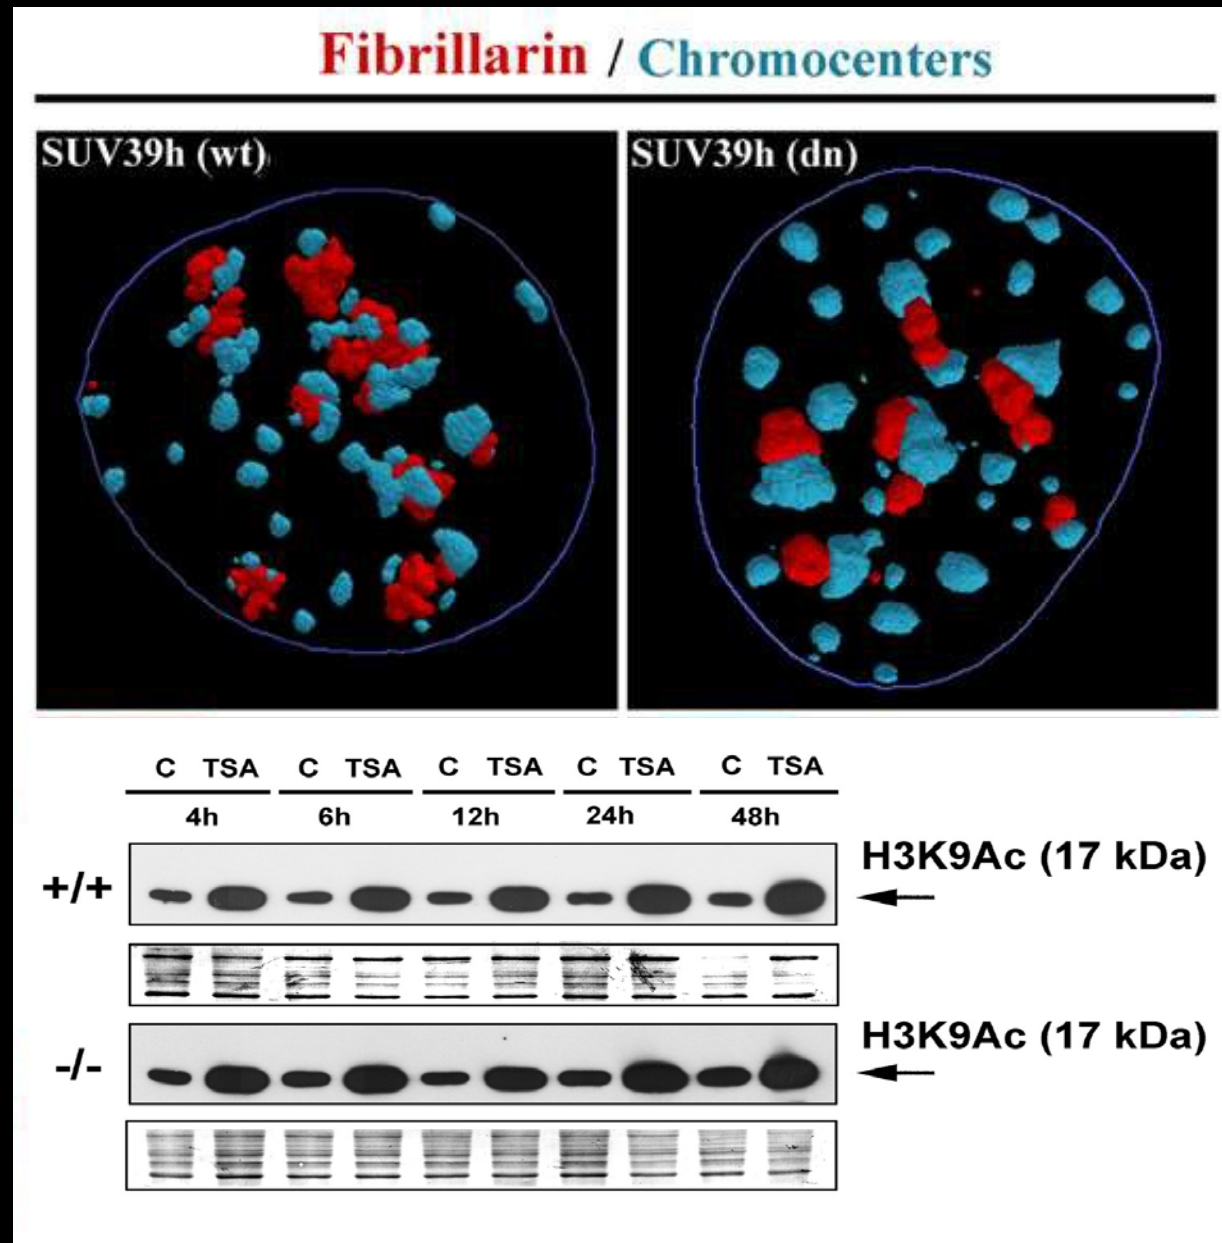 Fibrillarin / Chromocenters
SUV39h (wt)
SUV39h (dn)
C TSA C TSA C TSA C TSA C TSA
4h 6h 12h 24h 48h
+/+
H3K9Ac (17 kDa)
-/-
H3K9Ac (17 kDa)